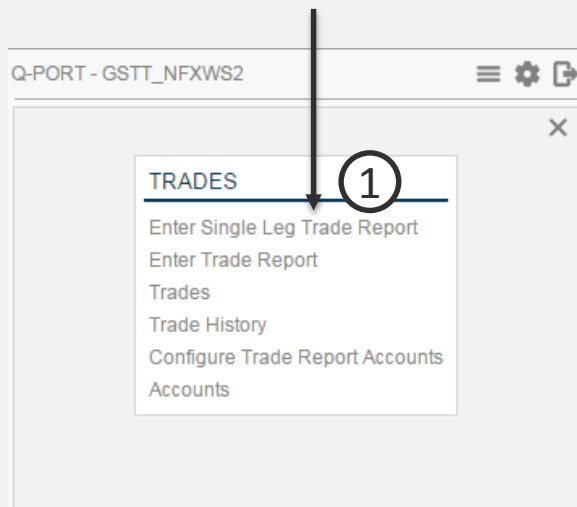 Q-PORT - GSTT_NFXWS2
TRADES
1
Enter Single Leg Trade Report
Enter Trade Report
Trades
Trade History
Configure Trade Report Accounts
Accounts